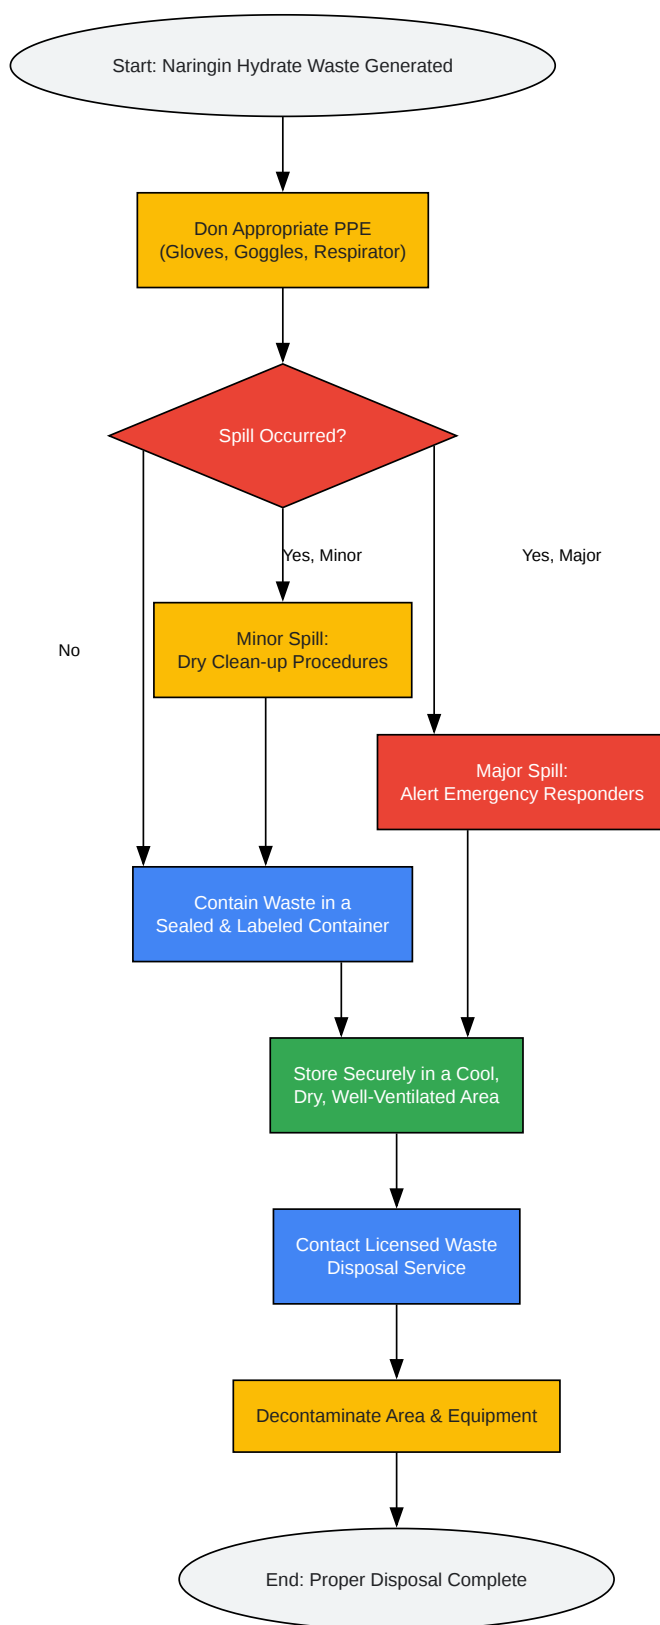 Start: Naringin Hydrate Waste Generated
Don Appropriate PPE
(Gloves, Goggles, Respirator)
Spill Occurred?
Yes, Minor
Yes, Major
No
Minor Spill:
Dry Clean-up Procedures
Major Spill:
Alert Emergency Responders
Contain Waste in a
Sealed & Labeled Container
Store Securely in a Cool,
Dry, Well-Ventilated Area
Contact Licensed Waste
Disposal Service
Decontaminate Area & Equipment
End: Proper Disposal Complete